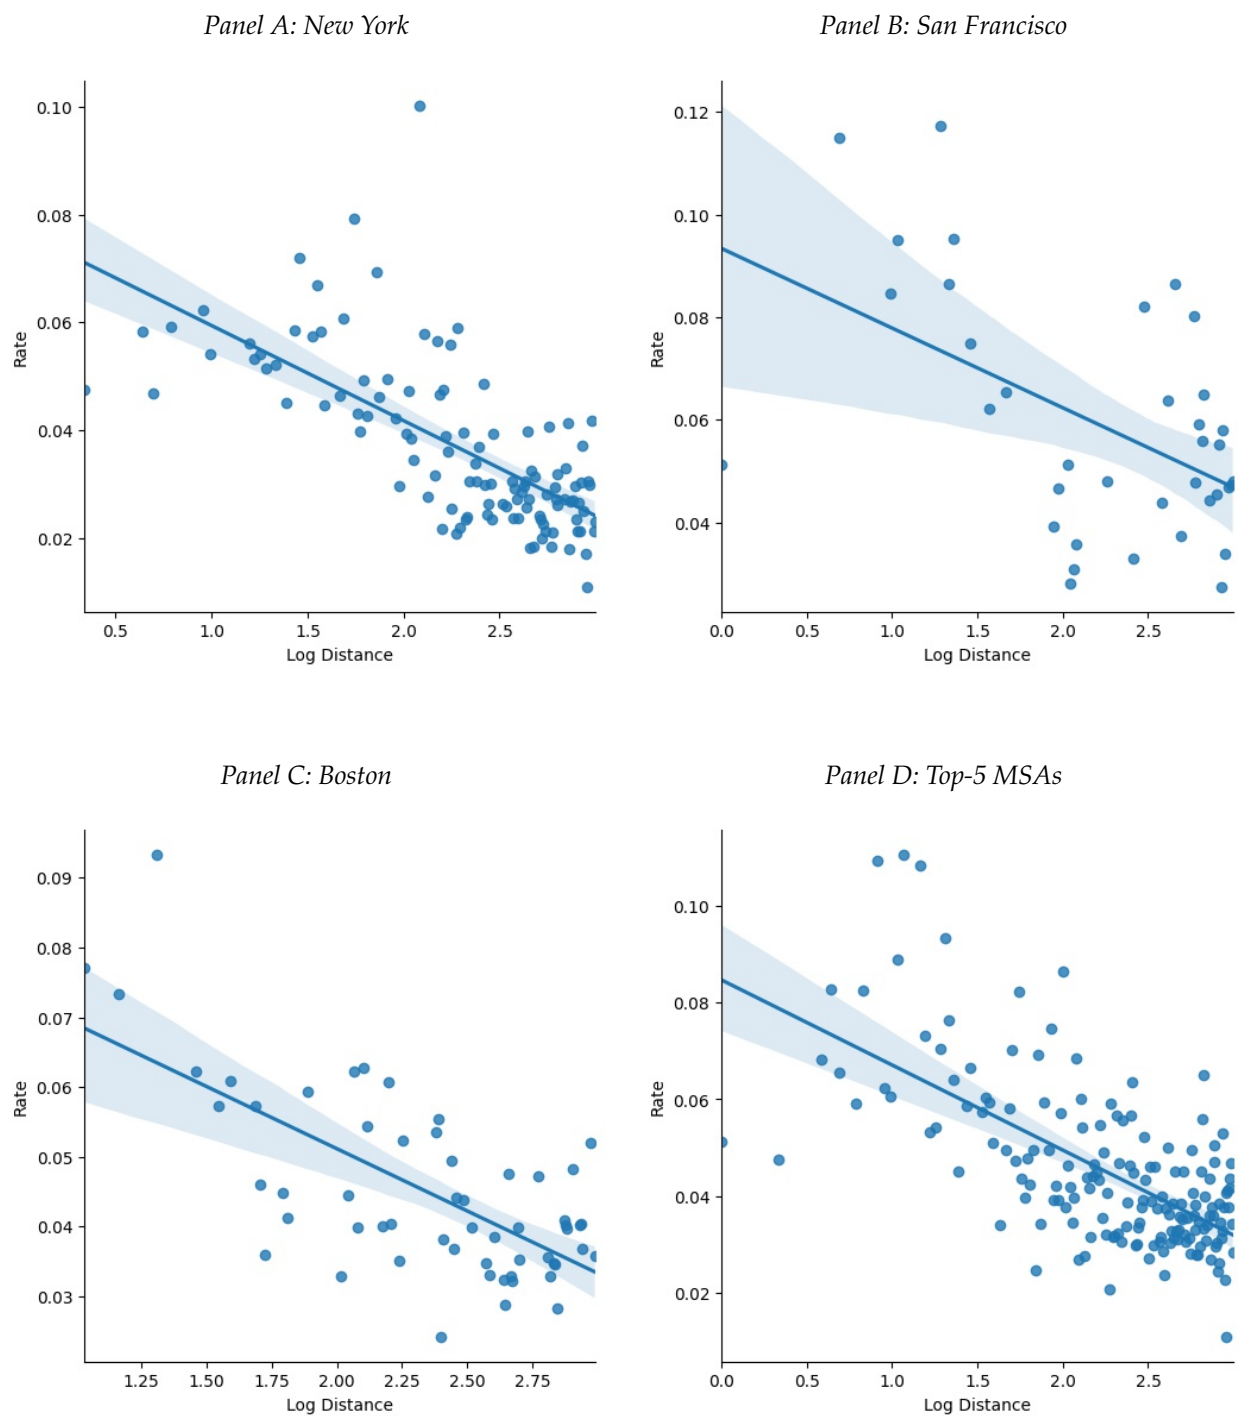 Panel A: New York
0.10
0.08
0.06
0.04
0.02
Rate
0.5 1.0 1.5 2.0 2.5
Log Distance
Panel B: San Francisco
0.12
0.10
0.08
0.06
0.04
Rate
0.0 0.5 1.0 1.5 2.0 2.5
Log Distance
Panel C: Boston
0.09
0.08
0.07
0.06
0.05
0.04
0.03
Rate
1.25 1.50 1.75 2.00 2.25 2.50 2.75
Log Distance
Panel D: Top-5 MSAs
0.10
0.08
0.06
0.04
0.02
Rate
0.0 0.5 1.0 1.5 2.0 2.5
Log Distance